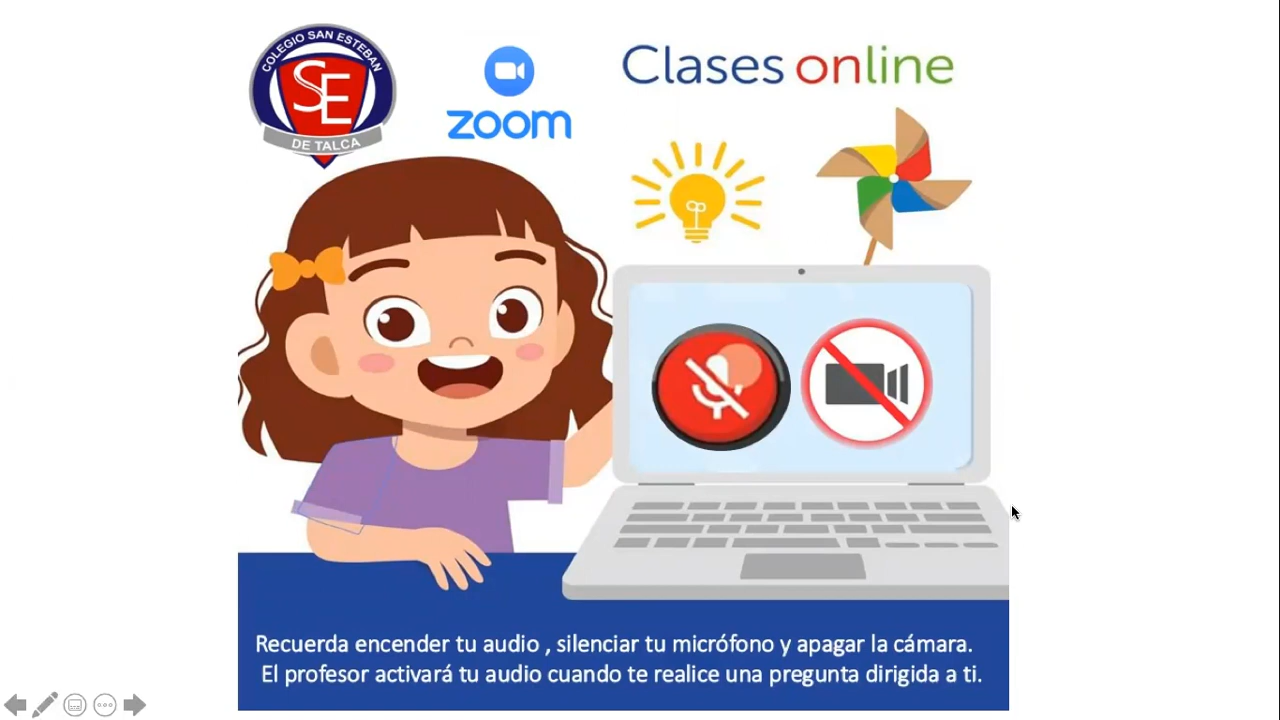 COLEGIO SAN ESTEBAN
SE
DE TALCA
zoom
Clases online
Recuerda encender tu audio , silenciar tu micrófono y apagar la cámara.
El profesor activará tu audio cuando te realice una pregunta dirigida a ti.